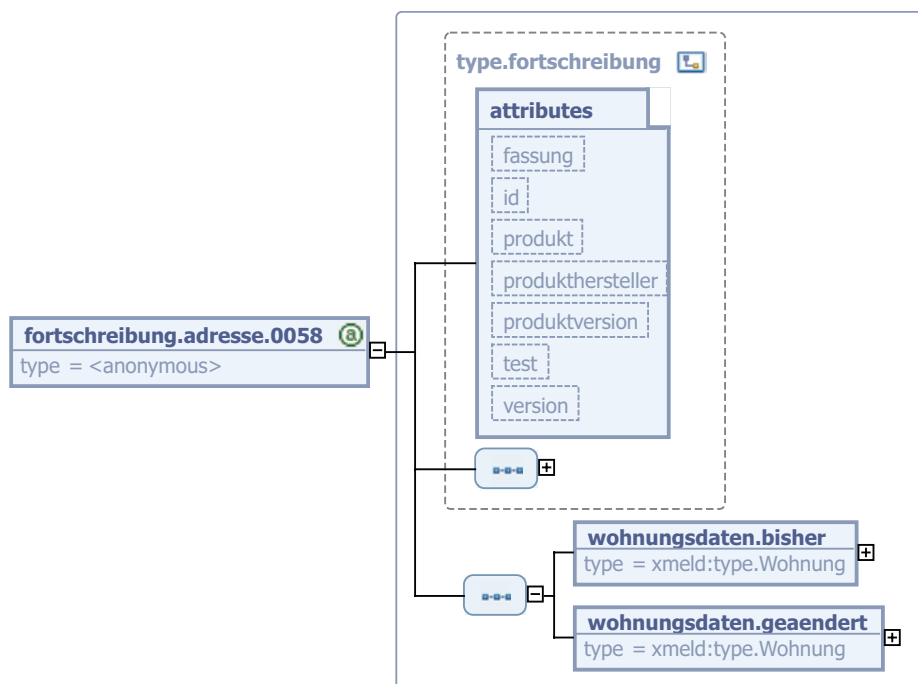 type.fortschreibung
attributes
fassung
id
produkt
produkthersteller
produktversion
test
version
fortschreibung.adresse.0058
type = <anonymous>
wohnungsdaten.bisher
type = xmeld:type.Wohnung
wohnungsdaten.geaendert
type = xmeld:type.Wohnung